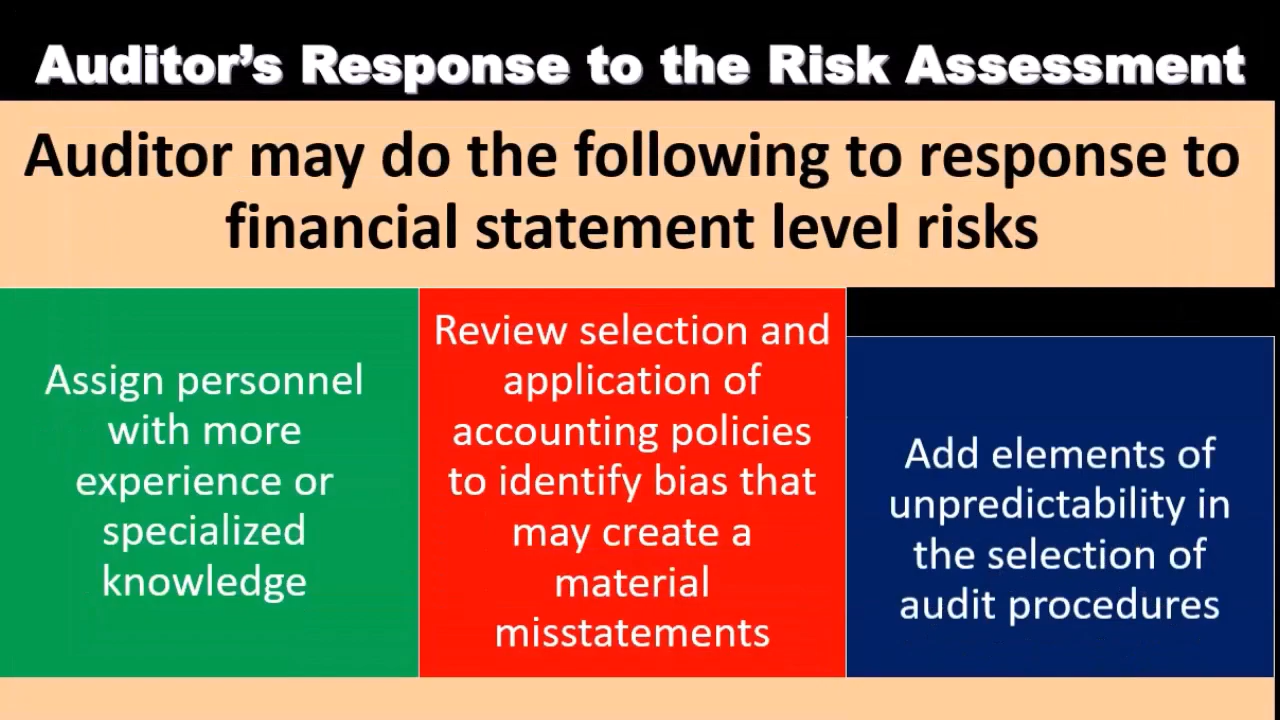 Auditor's Response to the Risk Assessment
Auditor may do the following to response to
financial statement level risks
Assign personnel
with more
experience or
specialized
knowledge
Review selection and
application of
accounting policies
to identify bias that
may create a
material
misstatements
Add elements of
unpredictability in
the selection of
audit procedures